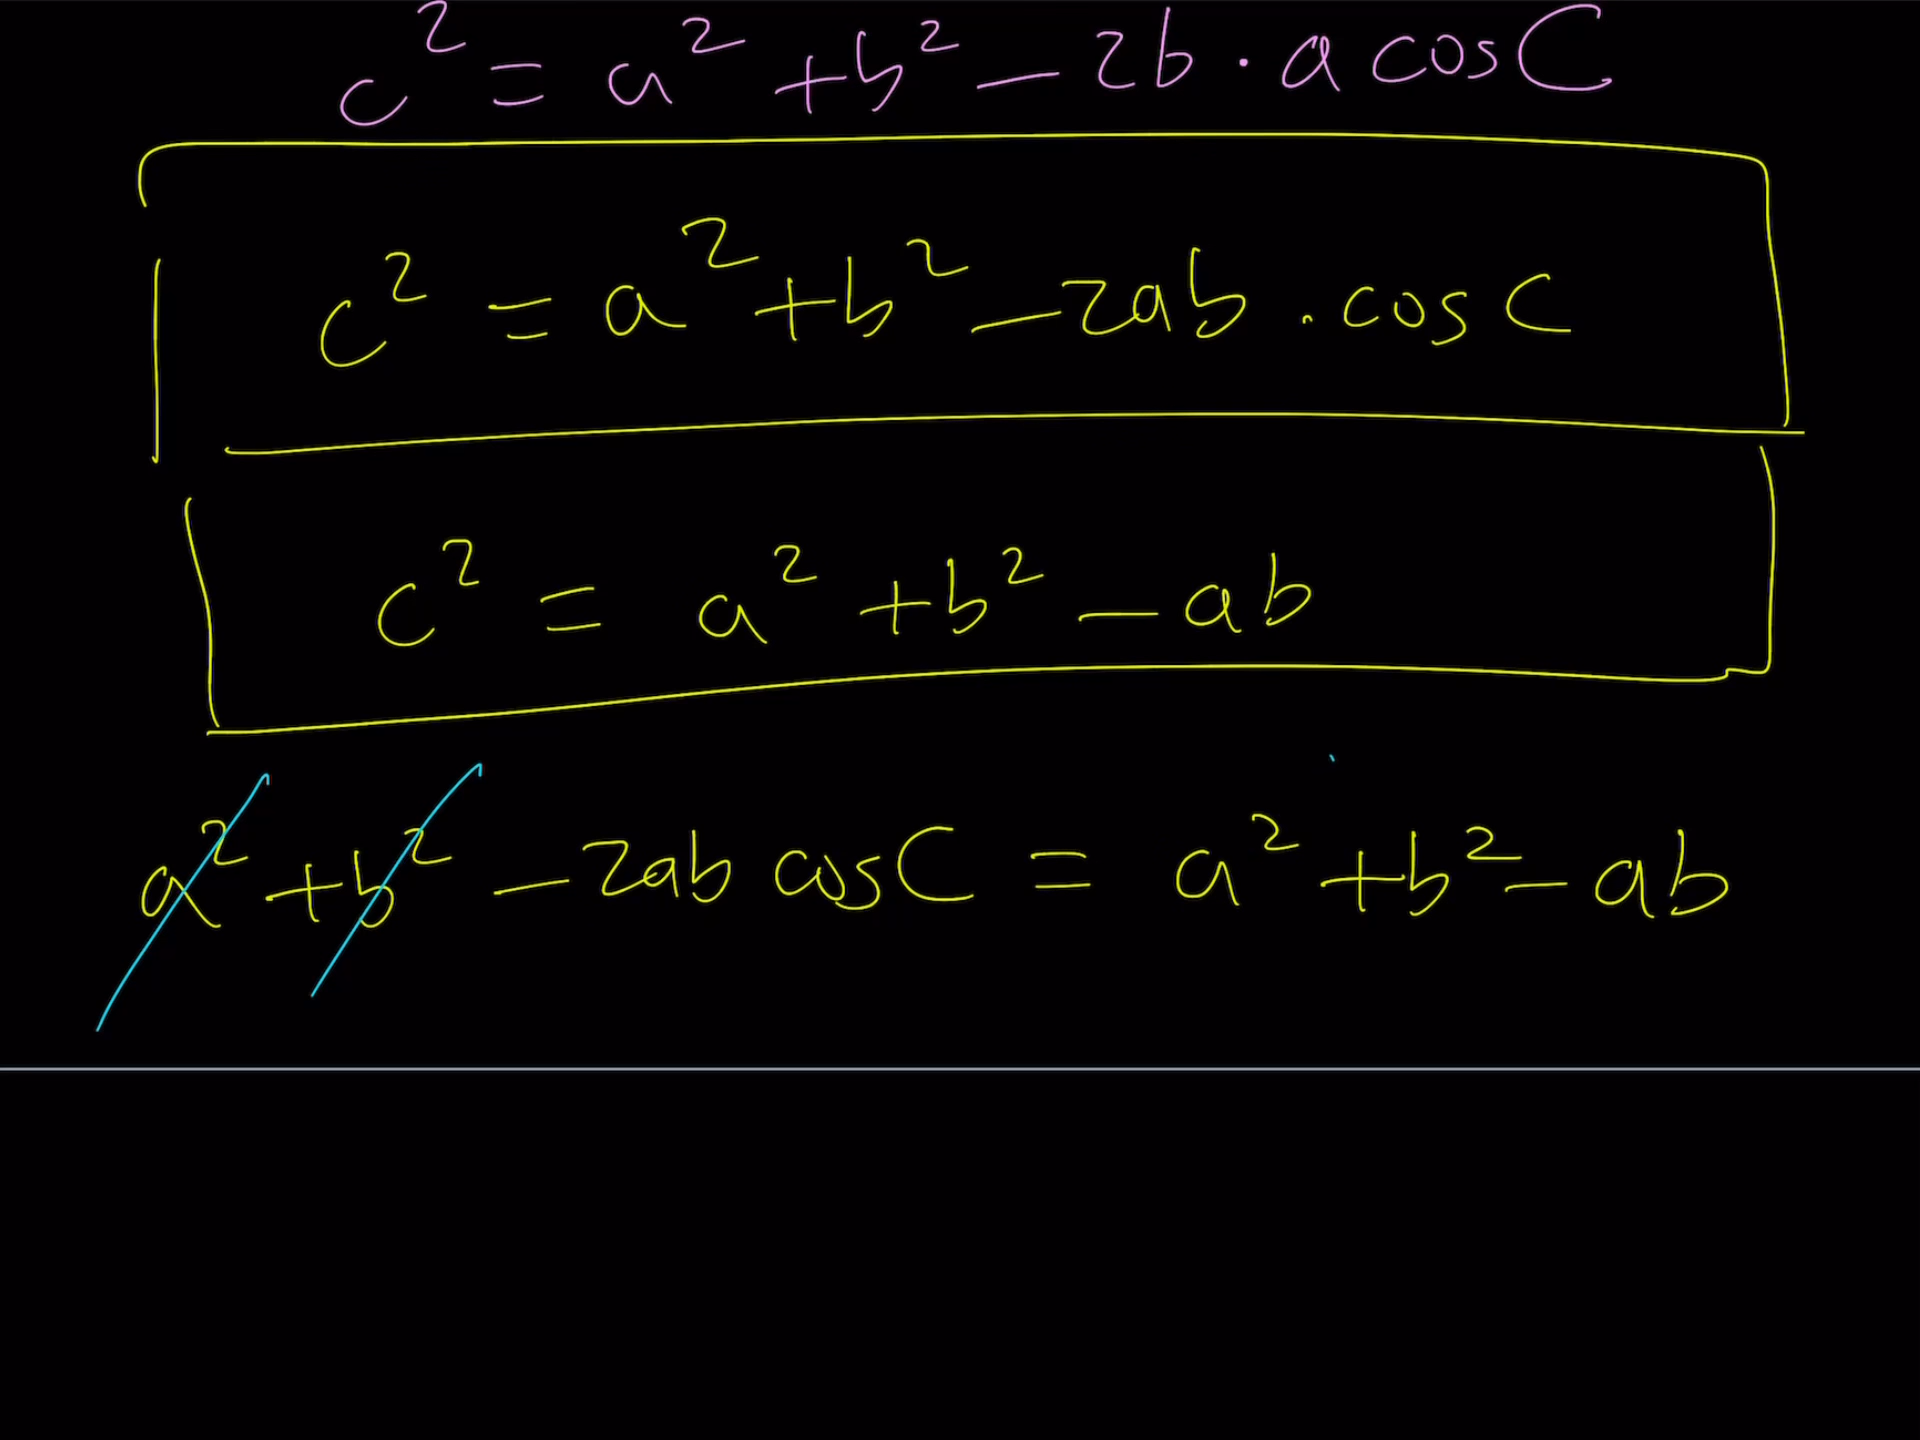 c² = a² + b² - 2b · a cos C
c² = a² + b² - 2ab · cos C
c² = a² + b² - ab
a² + b² - 2ab cos C = a² + b² - ab